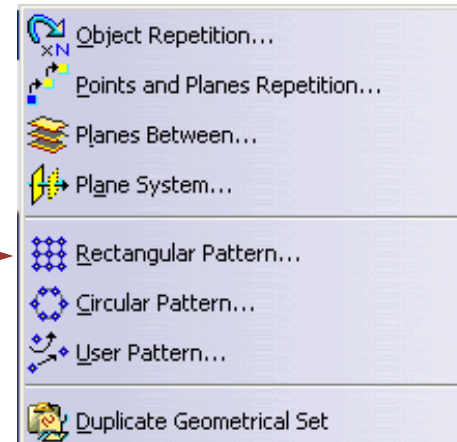 Object Repetition...
Points and Planes Repetition...
Planes Between...
Plane System...
Rectangular Pattern...
Circular Pattern...
User Pattern...
Duplicate Geometrical Set